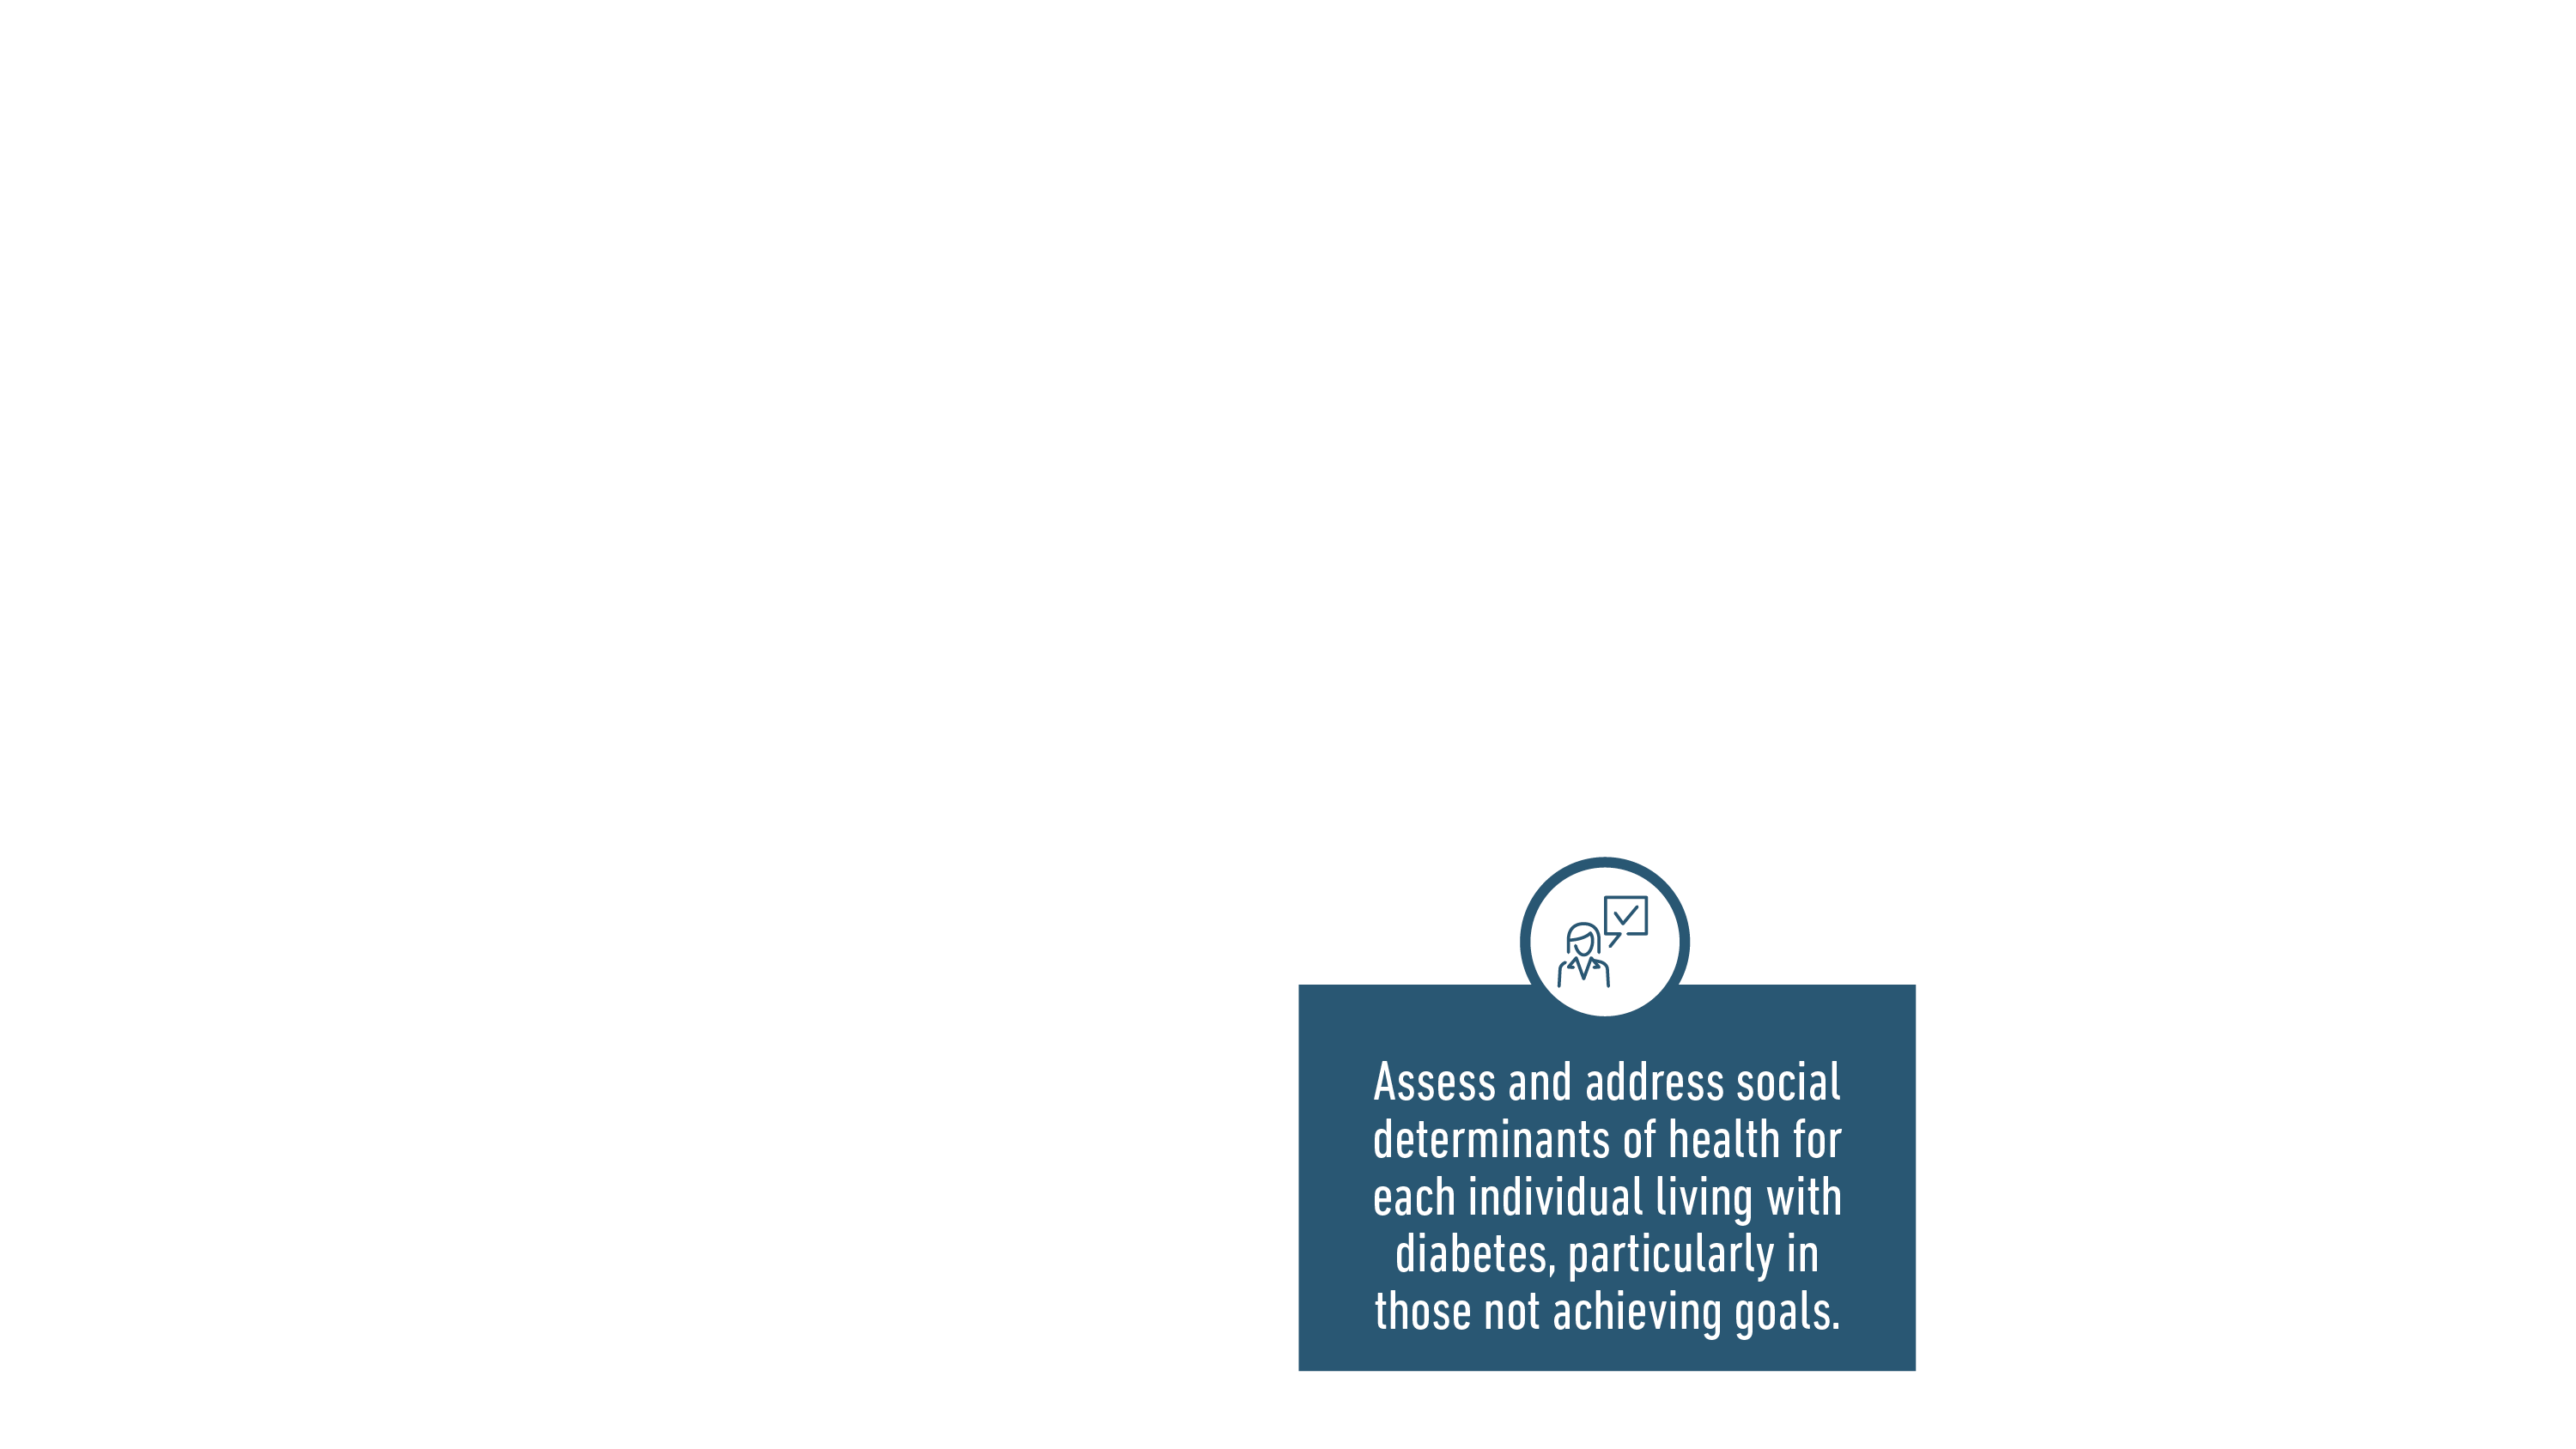 Assess and address social
determinants of health for
each individual living with
diabetes, particularly in
those not achieving goals.